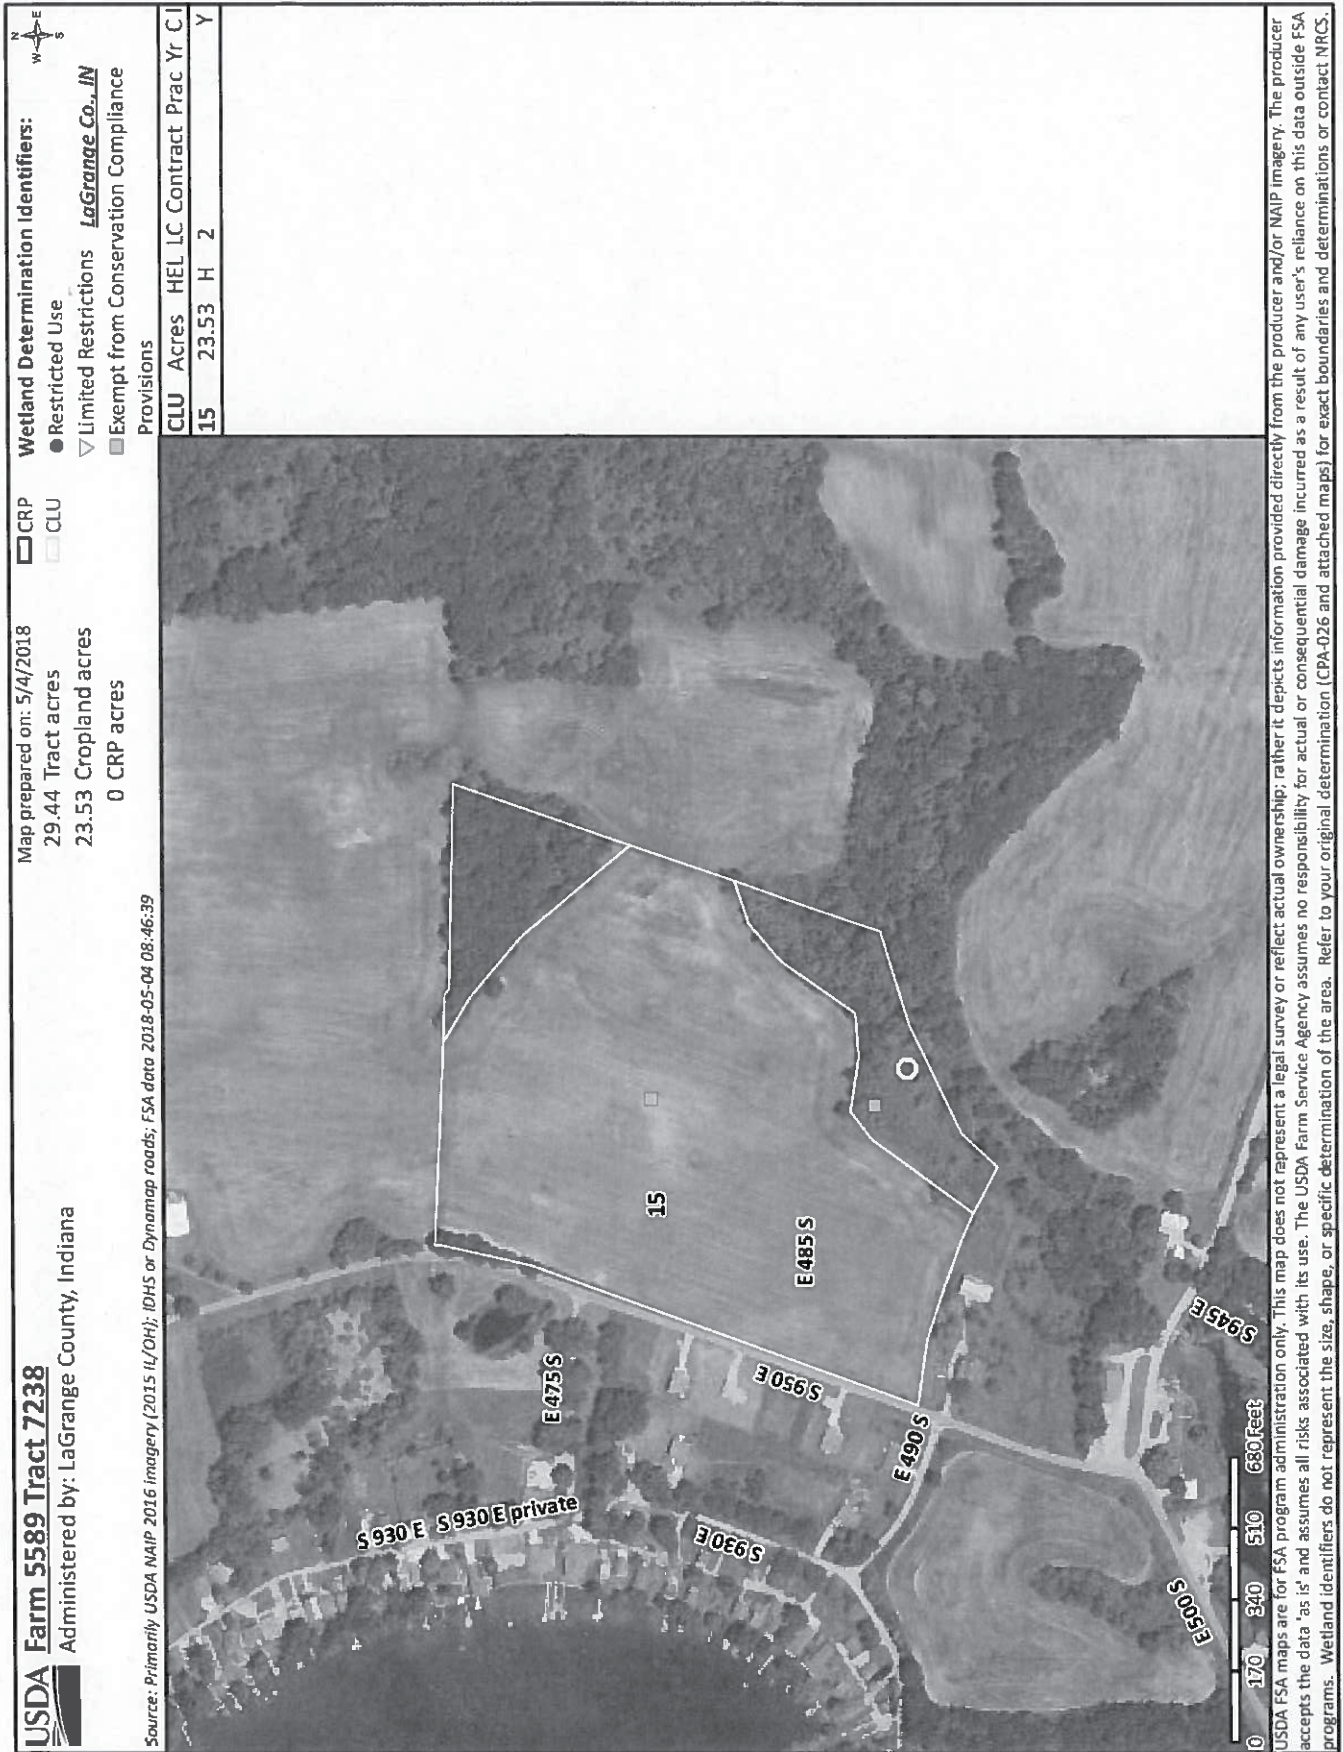 USDA Farm 5589 Tract 7238
Administered by: LaGrange County, Indiana
Map prepared on: 5/4/2018
29.44 Tract acres
23.53 Cropland acres
0 CRP acres
CRP
CLU
Wetland Determination Identifiers:
Restricted Use
Limited Restrictions LaGrange Co., IN
Exempt from Conservation Compliance
Provisions
N
W E
S
Source: Primarily USDA NAIP 2016 imagery (2015 IL/OH); IDHS or Dynamap roads; FSA data 2018-05-04 08:46:39
CLU Acres HEL LC Contract Prac Yr C I
15 23.53 H 2 Y
S 930 E S 930 E private
E 475 S
S 930 E
S 950 E
15
E 485 S
E 490 S
S 945 E
E 500 S
0 170 340 510 680 Feet
USDA FSA maps are for FSA program administration only. This map does not represent a legal survey or reflect actual ownership; rather it depicts information provided directly from the producer and/or NAIP imagery. The producer
accepts the data 'as is' and assumes all risks associated with its use. The USDA Farm Service Agency assumes no responsibility for actual or consequential damage incurred as a result of any user's reliance on this data outside FSA
programs. Wetland identifiers do not represent the size, shape, or specific determination of the area. Refer to your original determination (CPA-026 and attached maps) for exact boundaries and determinations or contact NRCS.